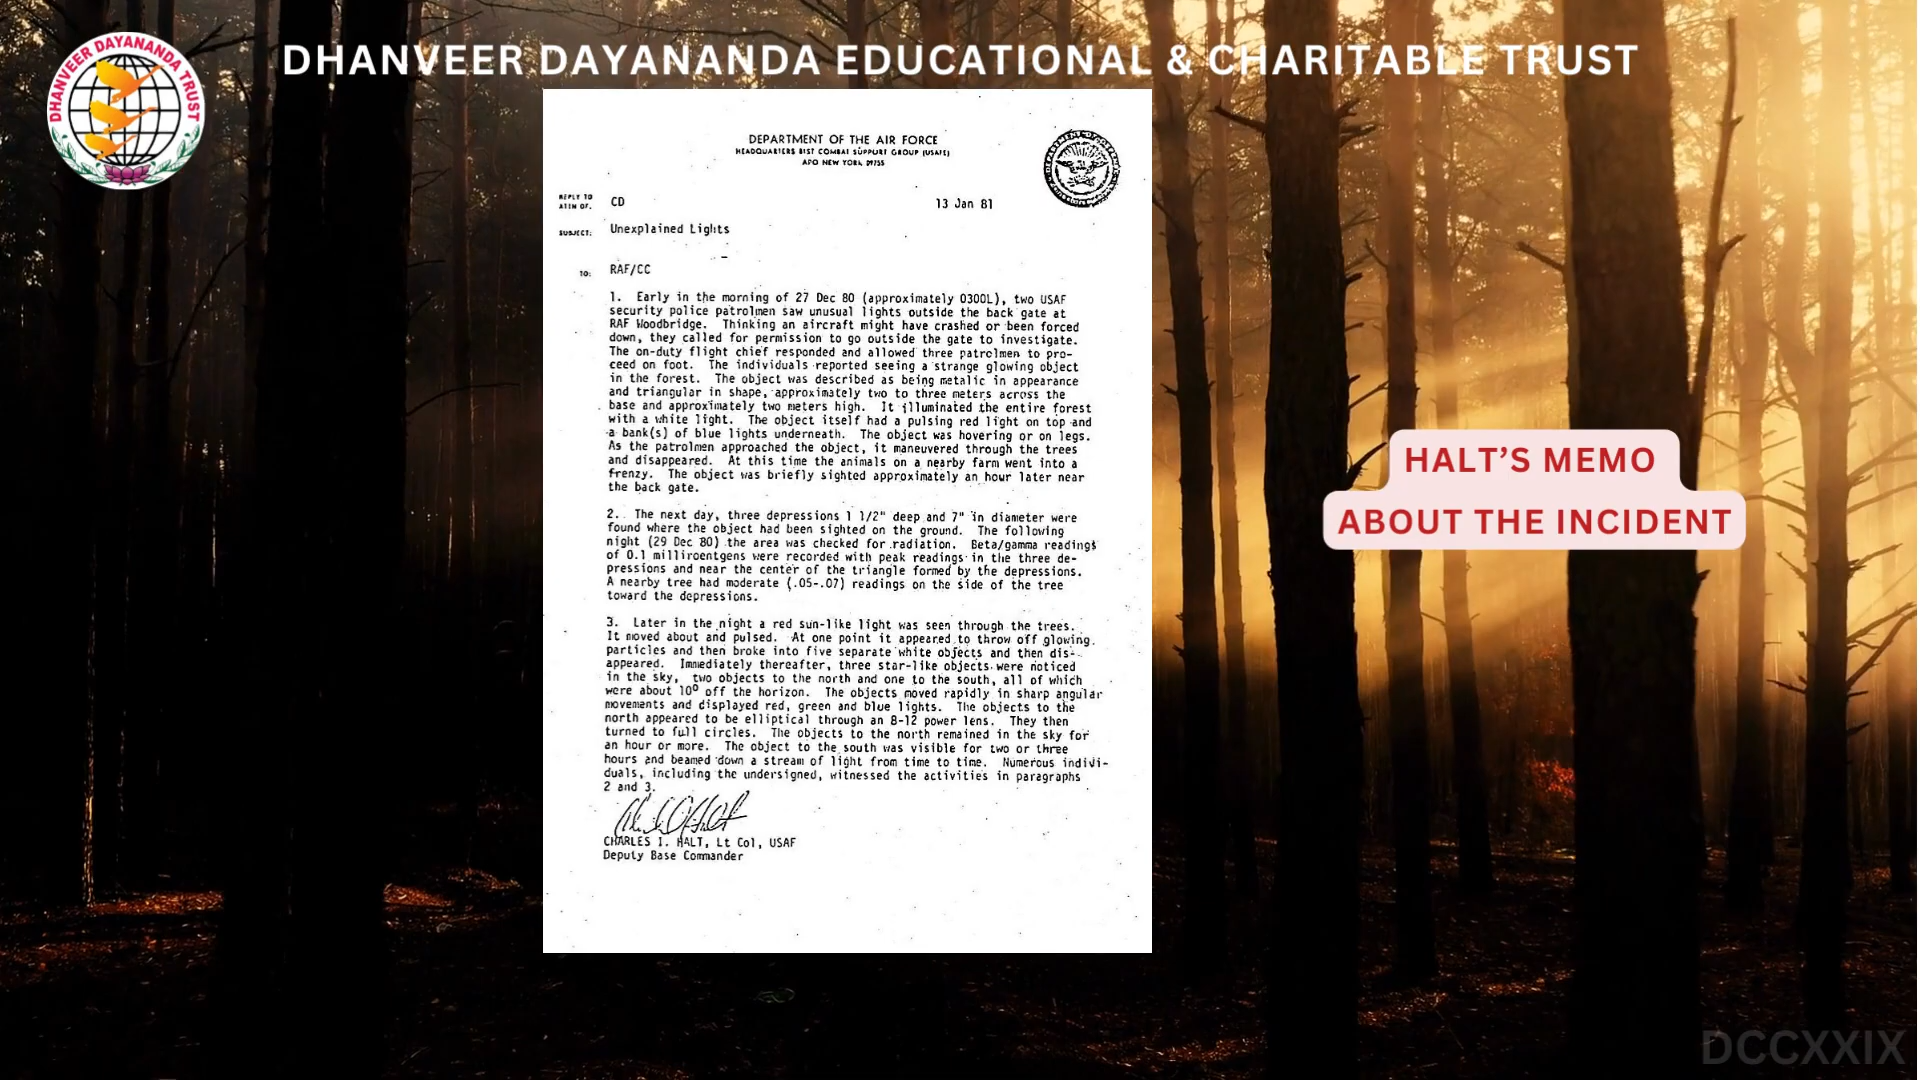 DHANVEER DAYANANDA TRUST
DHANVEER DAYANANDA EDUCATIONAL & CHARITABLE TRUST
DEPARTMENT OF THE AIR FORCE
HEADQUARTERS 81ST COMBAT SUPPORT GROUP (USAFE)
APO NEW YORK 09755
REPLY TO
ATTN OF: CD
13 Jan 81
SUBJECT: Unexplained Lights
TO: RAF/CC
1. Early in the morning of 27 Dec 80 (approximately 0300L), two USAF
security police patrolmen saw unusual lights outside the back gate at
RAF Woodbridge. Thinking an aircraft might have crashed or been forced
down, they called for permission to go outside the gate to investigate.
The on-duty flight chief responded and allowed three patrolmen to pro-
ceed on foot. The individuals reported seeing a strange glowing object
in the forest. The object was described as being metalic in appearance
and triangular in shape, approximately two to three meters across the
base and approximately two meters high. It illuminated the entire forest
with a white light. The object itself had a pulsing red light on top and
a bank(s) of blue lights underneath. The object was hovering or on legs.
As the patrolmen approached the object, it maneuvered through the trees
and disappeared. At this time the animals on a nearby farm went into a
frenzy. The object was briefly sighted approximately an hour later near
the back gate.
2. The next day, three depressions 1 1/2" deep and 7" in diameter were
found where the object had been sighted on the ground. The following
night (29 Dec 80) the area was checked for radiation. Beta/gamma readings
of 0.1 milliroentgens were recorded with peak readings in the three de-
pressions and near the center of the triangle formed by the depressions.
A nearby tree had moderate (.05-.07) readings on the side of the tree
toward the depressions.
3. Later in the night a red sun-like light was seen through the trees.
It moved about and pulsed. At one point it appeared to throw off glowing
particles and then broke into five separate white objects and then dis-
appeared. Immediately thereafter, three star-like objects were noticed
in the sky, two objects to the north and one to the south, all of which
were about 10º off the horizon. The objects moved rapidly in sharp angular
movements and displayed red, green and blue lights. The objects to the
north appeared to be elliptical through an 8-12 power lens. They then
turned to full circles. The objects to the north remained in the sky for
an hour or more. The object to the south was visible for two or three
hours and beamed down a stream of light from time to time. Numerous indivi-
duals, including the undersigned, witnessed the activities in paragraphs
2 and 3.
CHARLES I. HALT, Lt Col, USAF
Deputy Base Commander
HALT'S MEMO
ABOUT THE INCIDENT
DCCXXIX